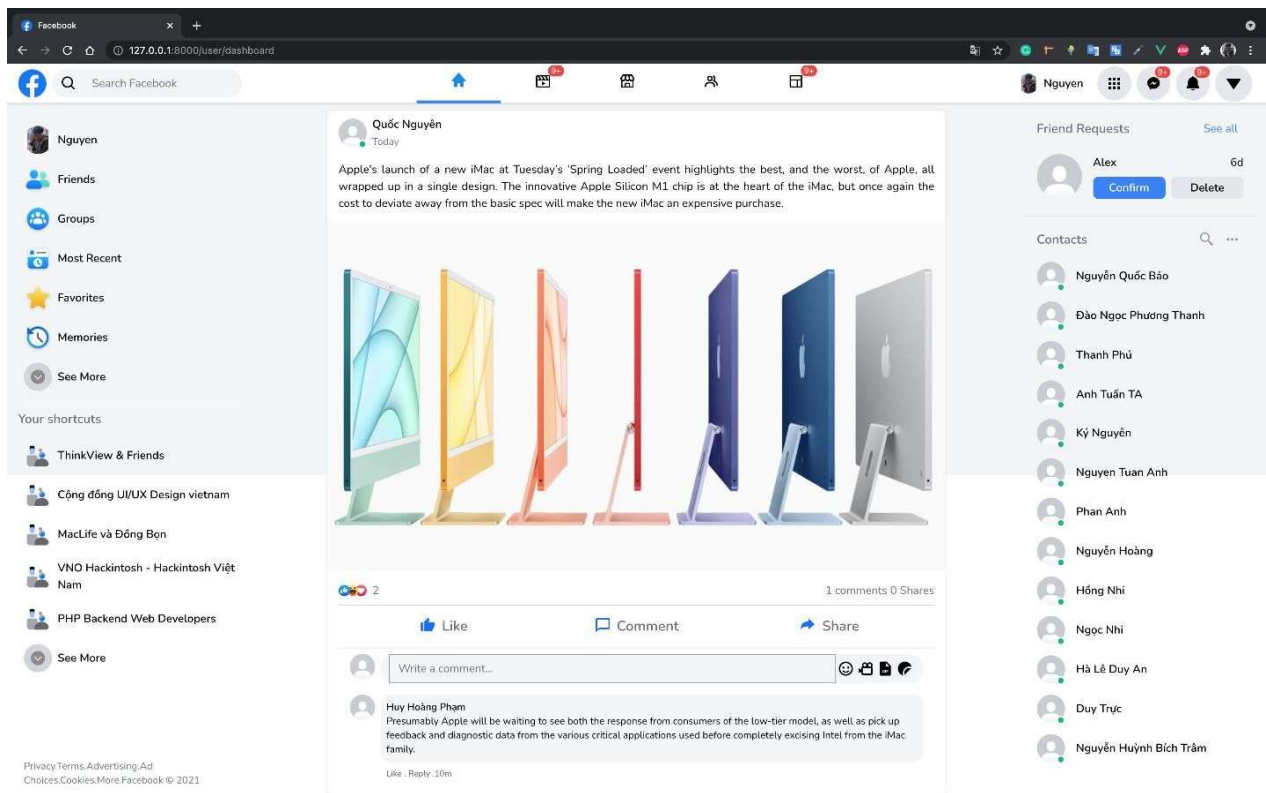 Facebook
127.0.0.1:8000/user/dashboard
Search Facebook
9+
9+
Nguyen
9+
9+
Nguyen
Friends
Groups
Most Recent
Favorites
Memories
See More
Your shortcuts
ThinkView & Friends
Cộng đồng UI/UX Design vietnam
MacLife và Đồng Bọn
VNO Hackintosh - Hackintosh Việt
Nam
PHP Backend Web Developers
See More
Privacy.Terms.Advertising.Ad
Choices.Cookies.More.Facebook © 2021
Quốc Nguyên
Today
Apple's launch of a new iMac at Tuesday's 'Spring Loaded' event highlights the best, and the worst, of Apple, all
wrapped up in a single design. The innovative Apple Silicon M1 chip is at the heart of the iMac, but once again the
cost to deviate away from the basic spec will make the new iMac an expensive purchase.
2
1 comments 0 Shares
Like
Comment
Share
Write a comment...
Huy Hoàng Phạm
Presumably Apple will be waiting to see both the response from consumers of the low-tier model, as well as pick up
feedback and diagnostic data from the various critical applications used before completely excising Intel from the iMac
family.
Like . Reply .10m
Friend Requests
See all
Alex
6d
Confirm
Delete
Contacts
Nguyễn Quốc Bảo
Đào Ngọc Phương Thanh
Thanh Phú
Anh Tuấn TA
Ký Nguyên
Nguyen Tuan Anh
Phan Anh
Nguyễn Hoàng
Hồng Nhi
Ngọc Nhi
Hà Lê Duy An
Duy Trực
Nguyễn Huỳnh Bích Trâm